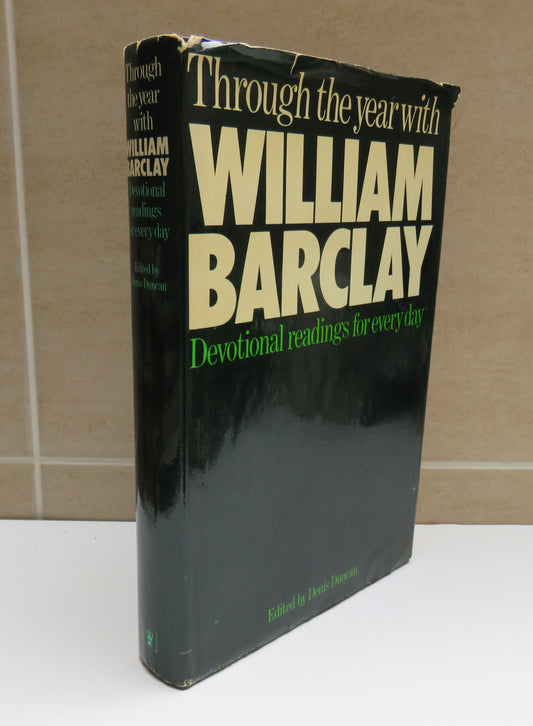 Through
the year
with
WILLIAM
BARCLAY
Devotional
readings
for every day
Edited by
Denis Duncan
Through the year with
WILLIAM
BARCLAY
Devotional readings for every day
Edited by Denis Duncan